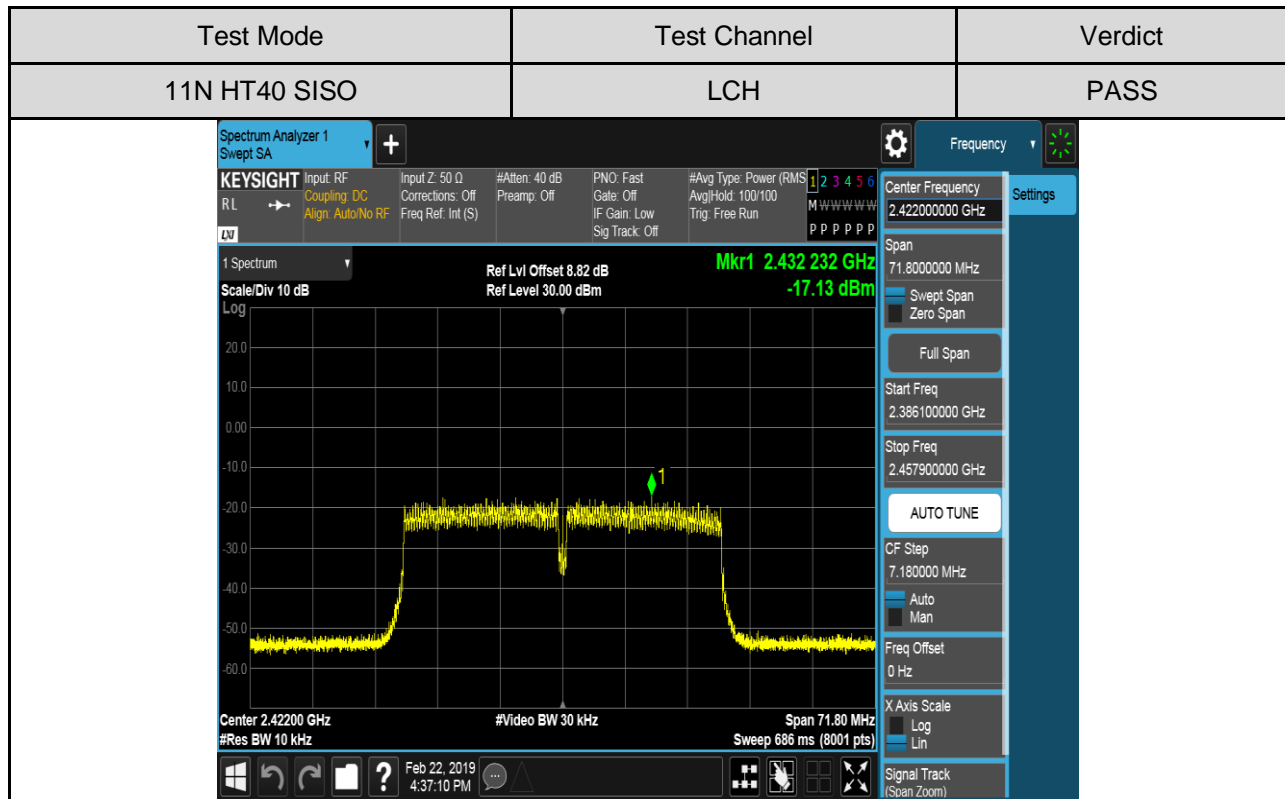 Test Mode Test Channel Verdict
11N HT40 SISO LCH PASS
Spectrum Analyzer 1
Swept SA
+
Frequency
KEYSIGHT
RL
LXI
Input: RF
Coupling: DC
Align: Auto/No RF
Input Z: 50 Ω
Corrections: Off
Freq Ref: Int (S)
#Atten: 40 dB
Preamp: Off
PNO: Fast
Gate: Off
IF Gain: Low
Sig Track: Off
#Avg Type: Power (RMS
Avg|Hold: 100/100
Trig: Free Run
1 2 3 4 5 6
M W W W W W
P P P P P P
Center Frequency
2.422000000 GHz
Settings
Span
71.8000000 MHz
Swept Span
Zero Span
Full Span
Start Freq
2.386100000 GHz
Stop Freq
2.457900000 GHz
AUTO TUNE
CF Step
7.180000 MHz
Auto
Man
Freq Offset
0 Hz
X Axis Scale
Log
Lin
Signal Track
(Span Zoom)
1 Spectrum
Scale/Div 10 dB
Ref Lvl Offset 8.82 dB
Ref Level 30.00 dBm
Mkr1 2.432 232 GHz
-17.13 dBm
Log
20.0
10.0
0.00
-10.0
-20.0
-30.0
-40.0
-50.0
-60.0
1
Center 2.42200 GHz
#Res BW 10 kHz
#Video BW 30 kHz
Span 71.80 MHz
Sweep 686 ms (8001 pts)
?
Feb 22, 2019
4:37:10 PM